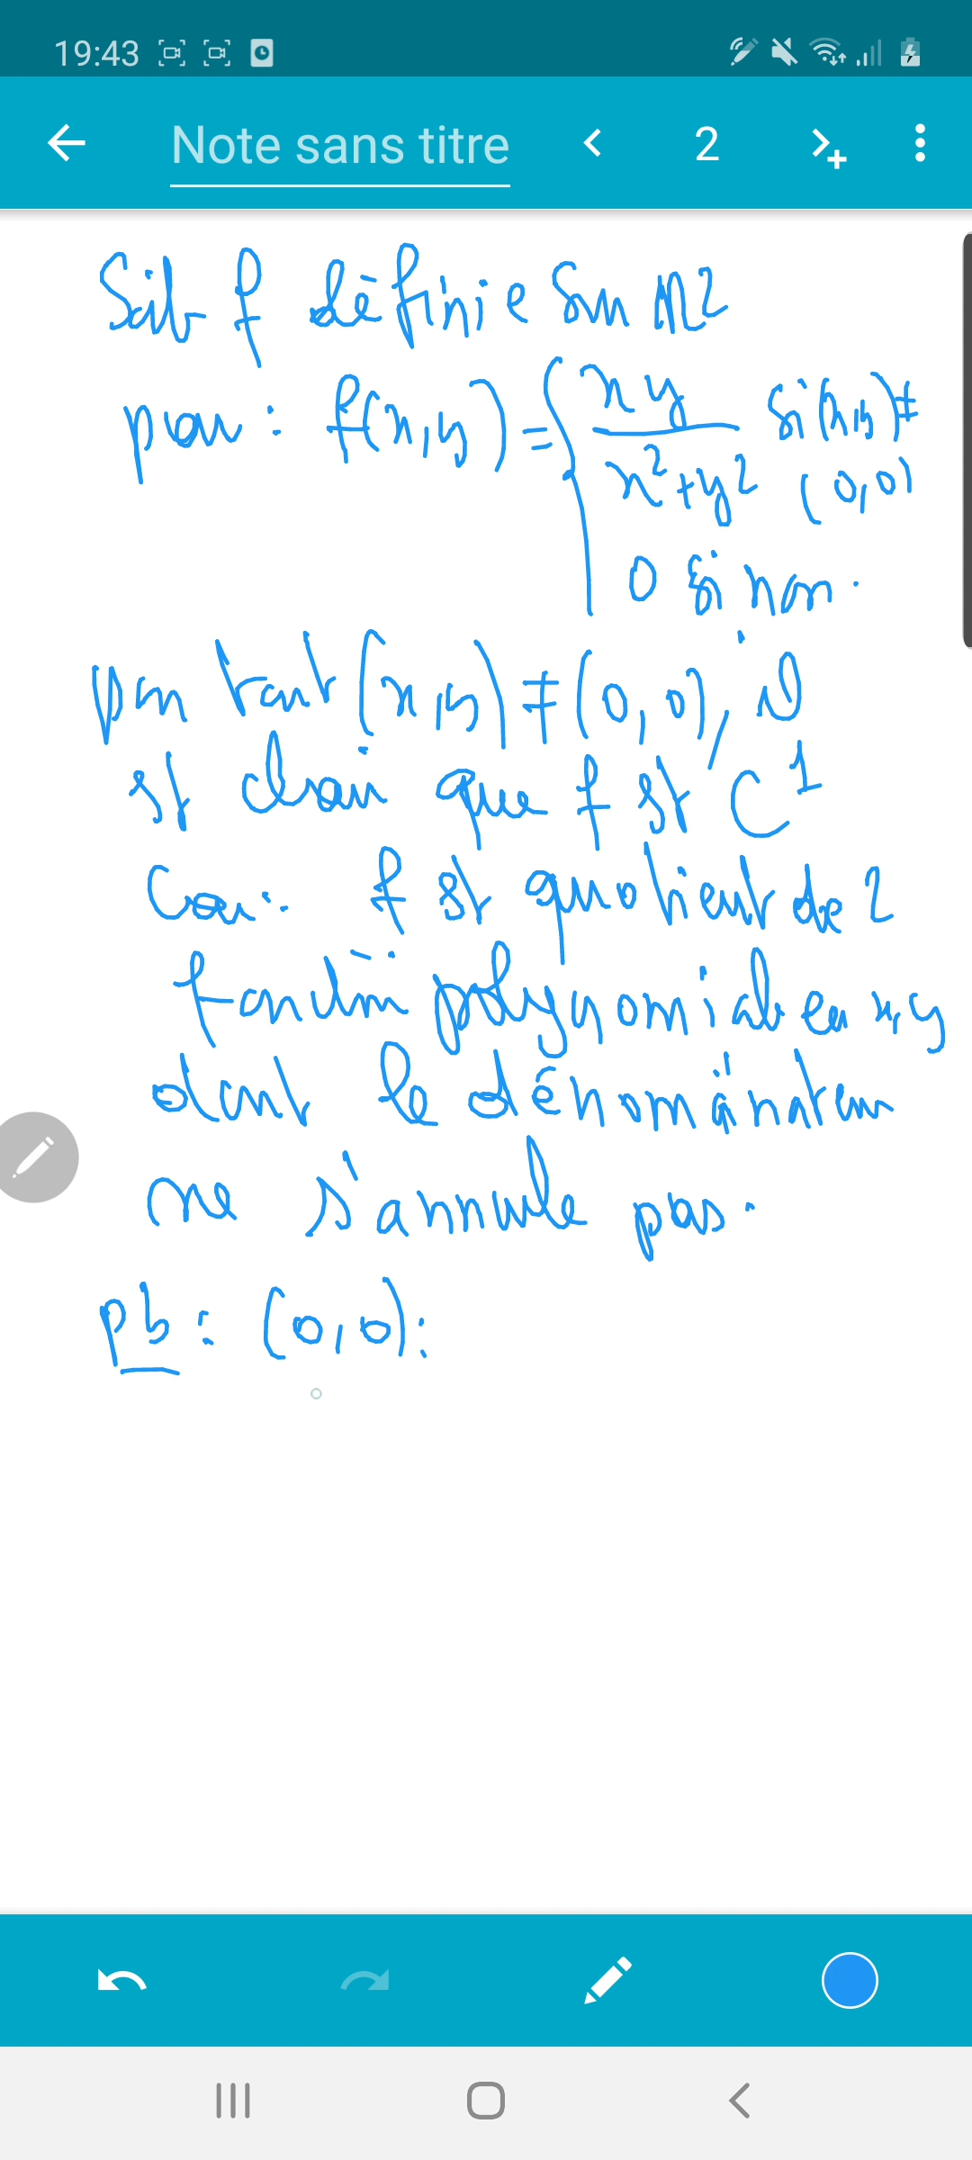 19:43
Note sans titre
2
Soit f définie sur R2
par : f(x,y) = { xy / x²+y² si (x,y) ≠ (0,0)
0 sinon.
pour tout (x,y) ≠ (0,0), il
est clair que f est C¹
car f est quotient de 2
fonction polynomiale en x,y
dont le dénominateur
ne s'annule pas.
Pb : (0,0) :